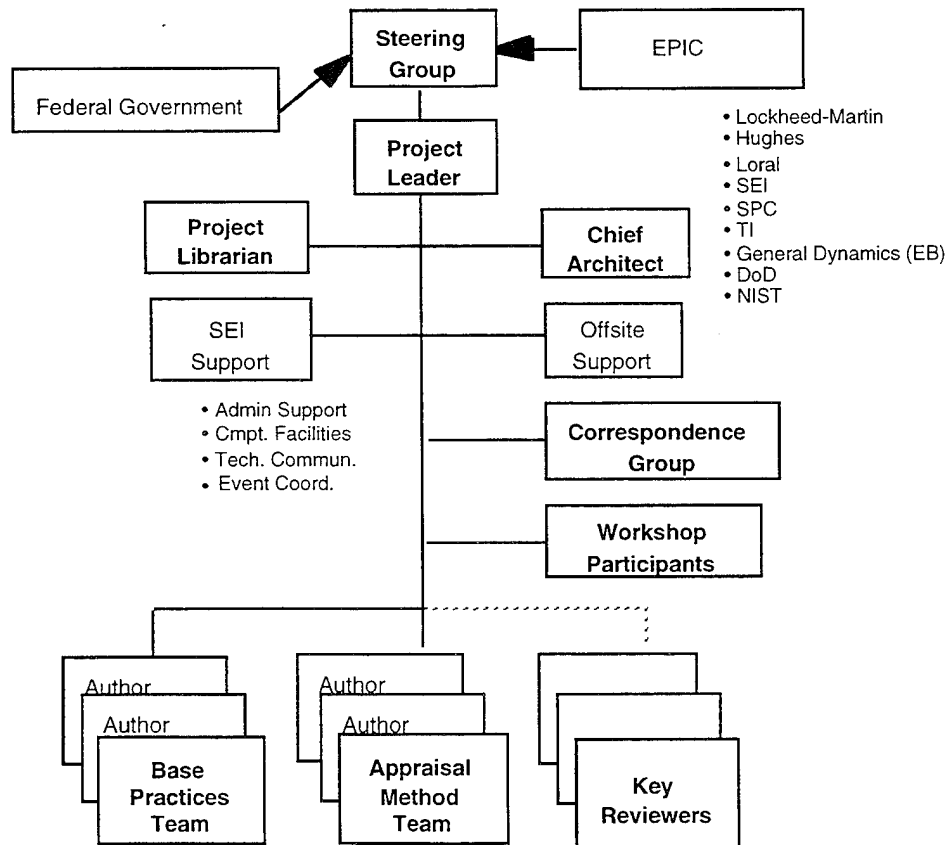 Steering
Group
EPIC
Federal Government
Project
Leader
• Lockheed-Martin
• Hughes
• Loral
• SEI
• SPC
• TI
• General Dynamics (EB)
• DoD
• NIST
Project
Librarian
Chief
Architect
SEI
Support
Offsite
Support
• Admin Support
• Cmpt. Facilities
• Tech. Commun.
• Event Coord.
Correspondence
Group
Workshop
Participants
Author
Author
Base
Practices
Team
Author
Author
Appraisal
Method
Team
Key
Reviewers